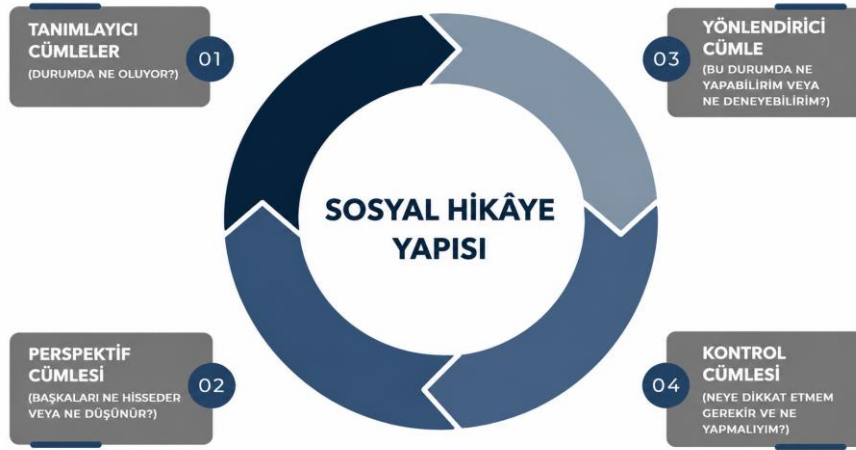 TANIMLAYICI
CÜMLELER
(DURUMDA NE OLUYOR?)
01
PERSPEKTİF
CÜMLESİ
(BAŞKALARI NE HİSSEDER
VEYA NE DÜŞÜNÜR?)
02
YÖNLENDİRİCİ
CÜMLE
(BU DURUMDA NE
YAPABİLİRİM VEYA
NE DENEYEBİLİRİM?)
03
KONTROL
CÜMLESİ
(NEYE DİKKAT ETMEM
GEREKİR VE NE
YAPMALIYIM?)
04
SOSYAL HİKÂYE
YAPISI